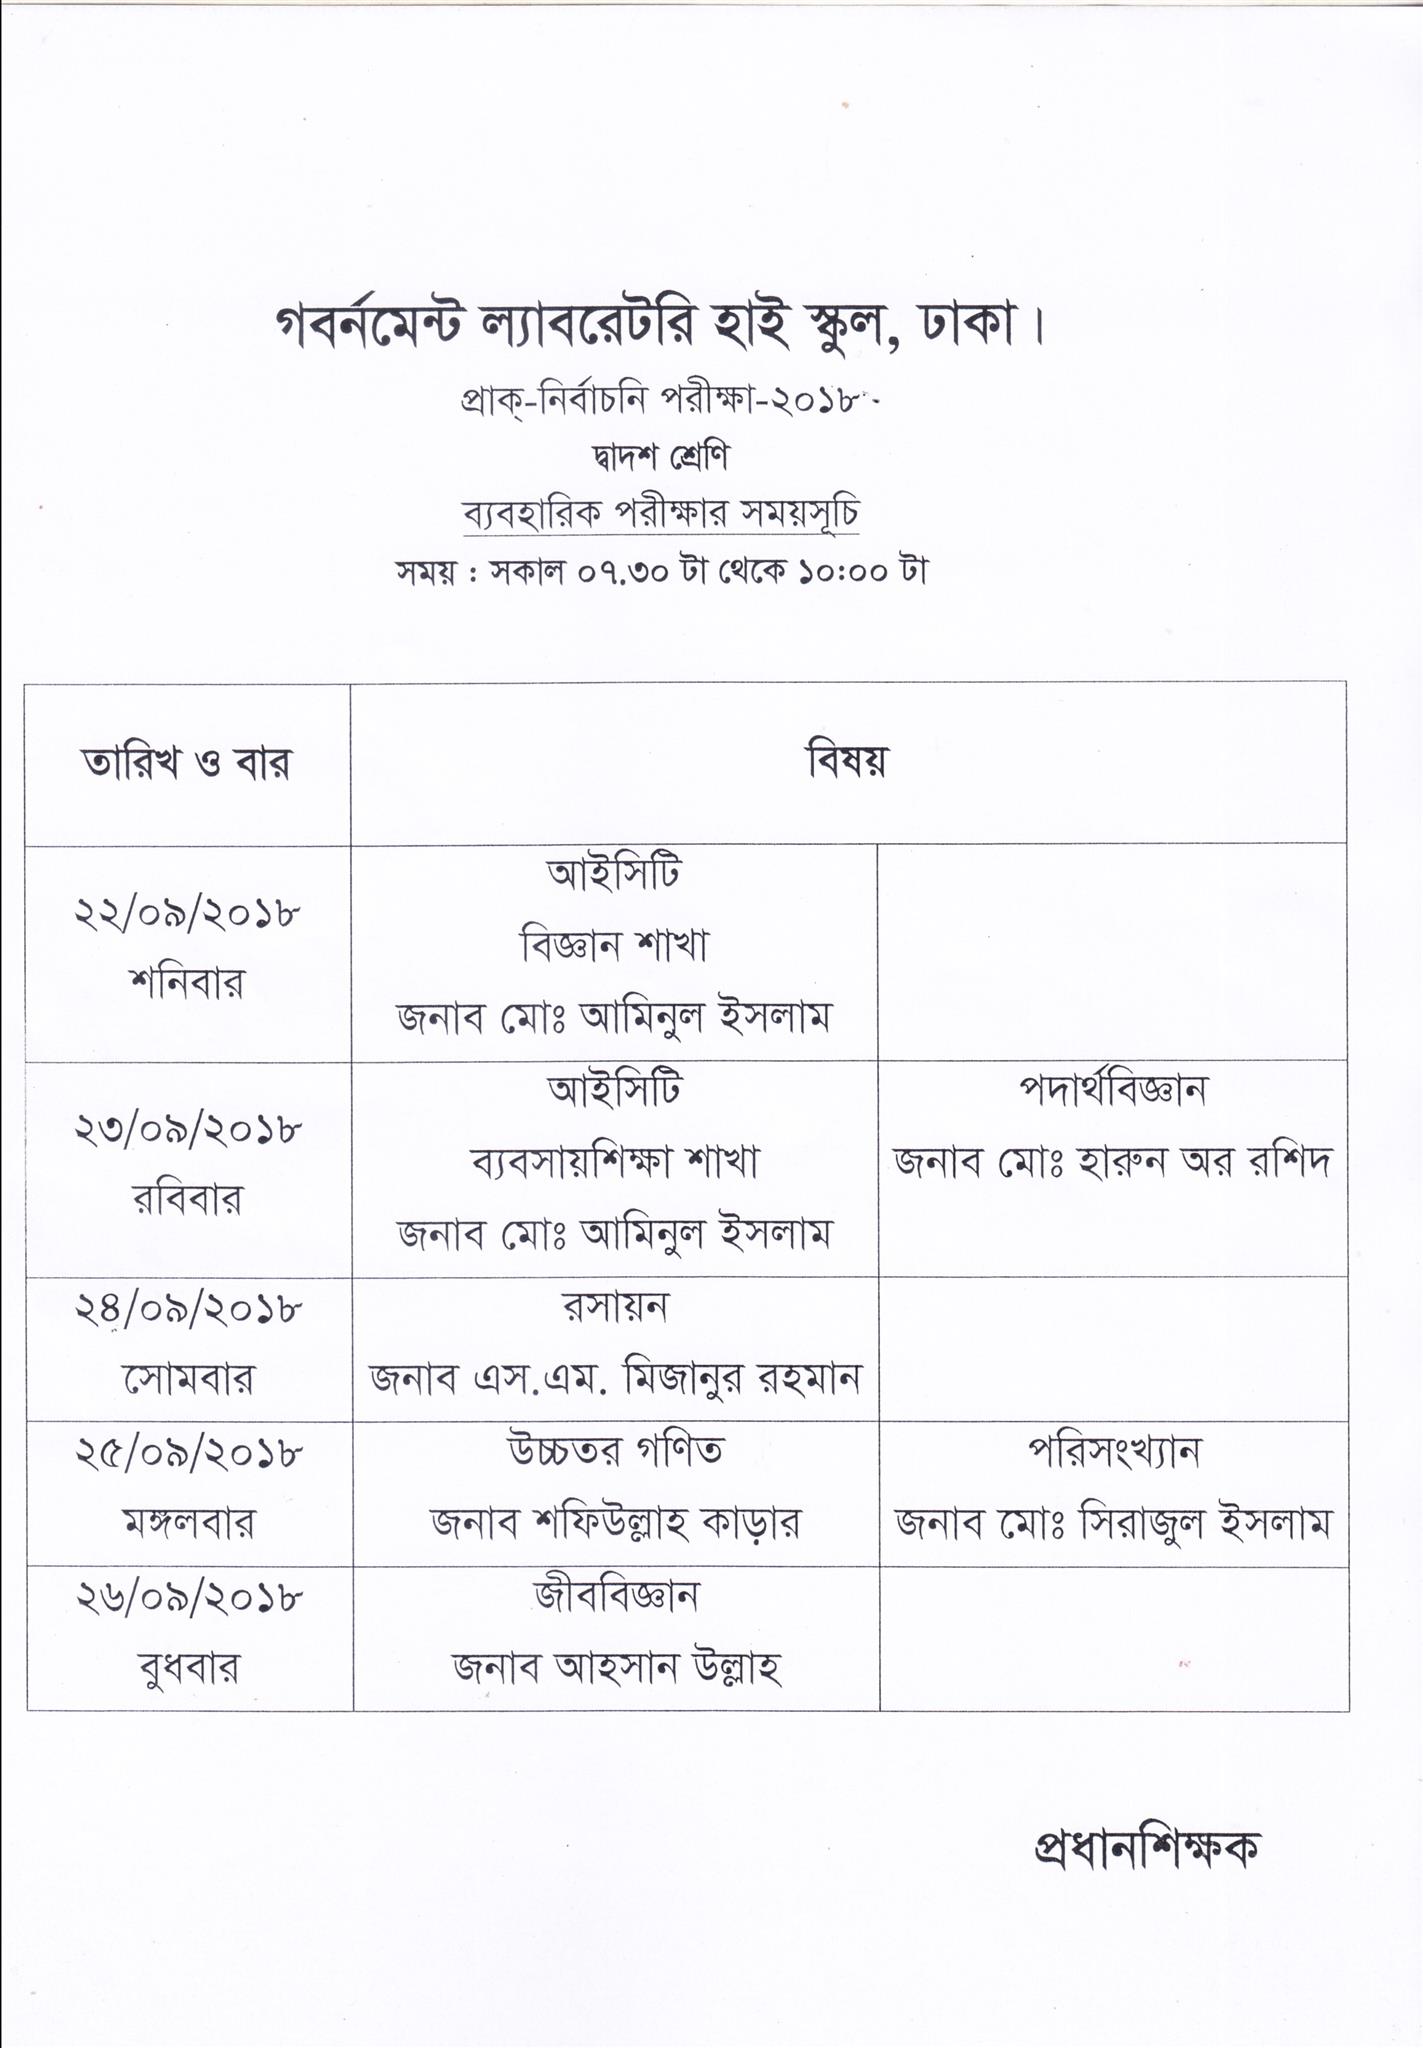 গবর্নমেন্ট ল্যাবরেটরি হাই স্কুল, ঢাকা।
প্রাক্-নির্বাচনি পরীক্ষা-২০১৮
দ্বাদশ শ্রেণি
ব্যবহারিক পরীক্ষার সময়সূচি
সময় : সকাল ০৭.৩০ টা থেকে ১০:০০ টা
তারিখ ও বার
বিষয়
২২/০৯/২০১৮
শনিবার
আইসিটি
বিজ্ঞান শাখা
জনাব মোঃ আমিনুল ইসলাম
২৩/০৯/২০১৮
রবিবার
আইসিটি
ব্যবসায়শিক্ষা শাখা
জনাব মোঃ আমিনুল ইসলাম
পদার্থবিজ্ঞান
জনাব মোঃ হারুন অর রশিদ
২৪/০৯/২০১৮
সোমবার
রসায়ন
জনাব এস.এম. মিজানুর রহমান
২৫/০৯/২০১৮
মঙ্গলবার
উচ্চতর গণিত
জনাব শফিউল্লাহ কাড়ার
পরিসংখ্যান
জনাব মোঃ সিরাজুল ইসলাম
২৬/০৯/২০১৮
বুধবার
জীববিজ্ঞান
জনাব আহসান উল্লাহ
প্রধানশিক্ষক